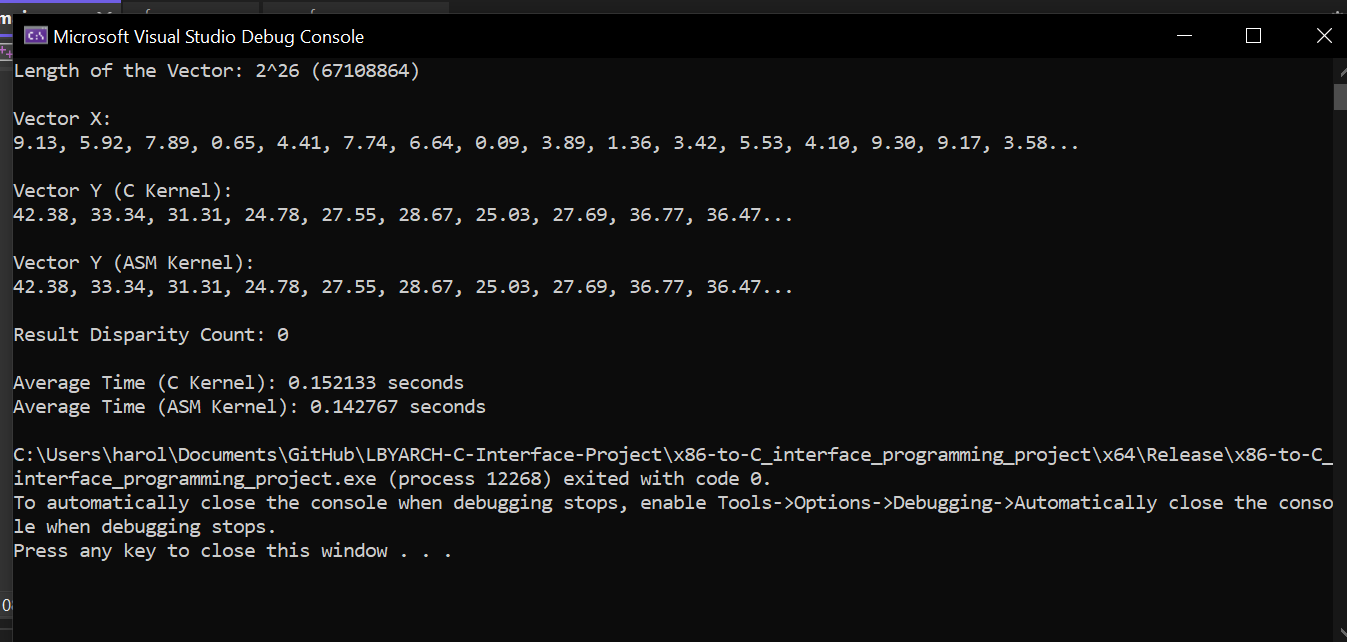 Microsoft Visual Studio Debug Console
Length of the Vector: 2^26 (67108864)
Vector X:
9.13, 5.92, 7.89, 0.65, 4.41, 7.74, 6.64, 0.09, 3.89, 1.36, 3.42, 5.53, 4.10, 9.30, 9.17, 3.58...
Vector Y (C Kernel):
42.38, 33.34, 31.31, 24.78, 27.55, 28.67, 25.03, 27.69, 36.77, 36.47...
Vector Y (ASM Kernel):
42.38, 33.34, 31.31, 24.78, 27.55, 28.67, 25.03, 27.69, 36.77, 36.47...
Result Disparity Count: 0
Average Time (C Kernel): 0.152133 seconds
Average Time (ASM Kernel): 0.142767 seconds
C:\Users\harol\Documents\GitHub\LBYARCH-C-Interface-Project\x86-to-C_interface_programming_project\x64\Release\x86-to-C_
interface_programming_project.exe (process 12268) exited with code 0.
To automatically close the console when debugging stops, enable Tools->Options->Debugging->Automatically close the conso
le when debugging stops.
Press any key to close this window . . .